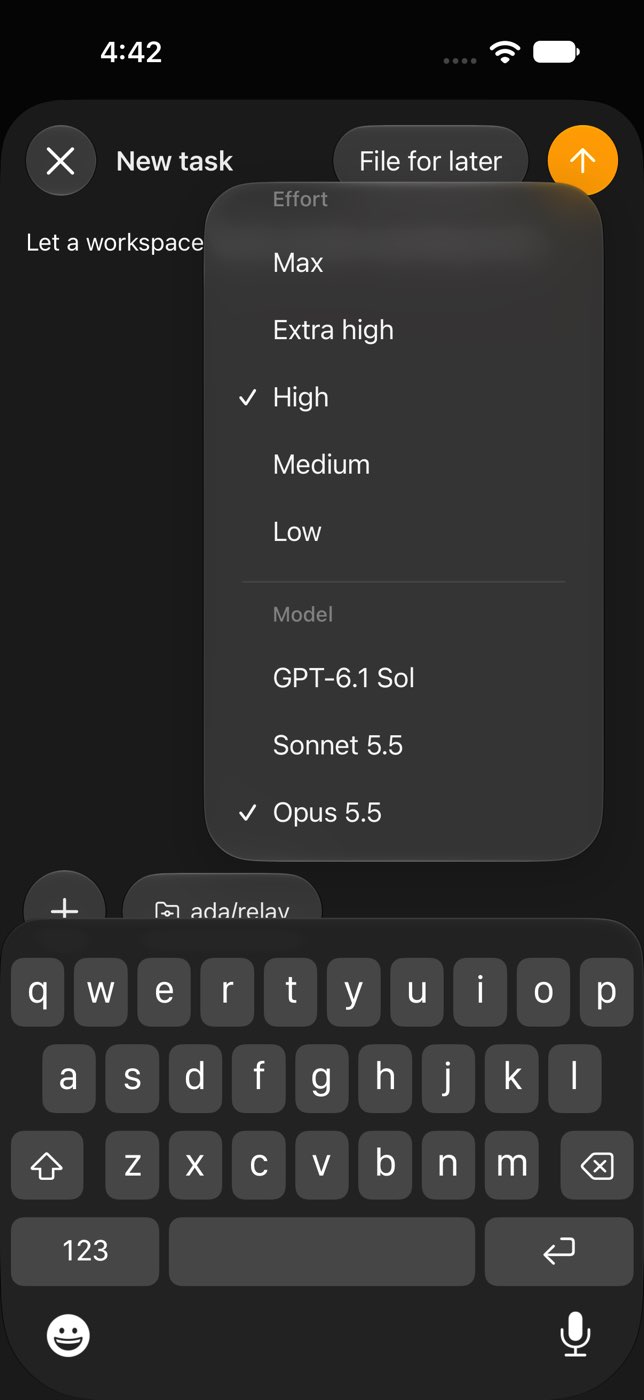 4:42
New task
File for later
Let a workspace
Effort
Max
Extra high
High
Medium
Low
Model
GPT-6.1 Sol
Sonnet 5.5
Opus 5.5
ada/relay
q w e r t y u i o p
a s d f g h j k l
z x c v b n m
123